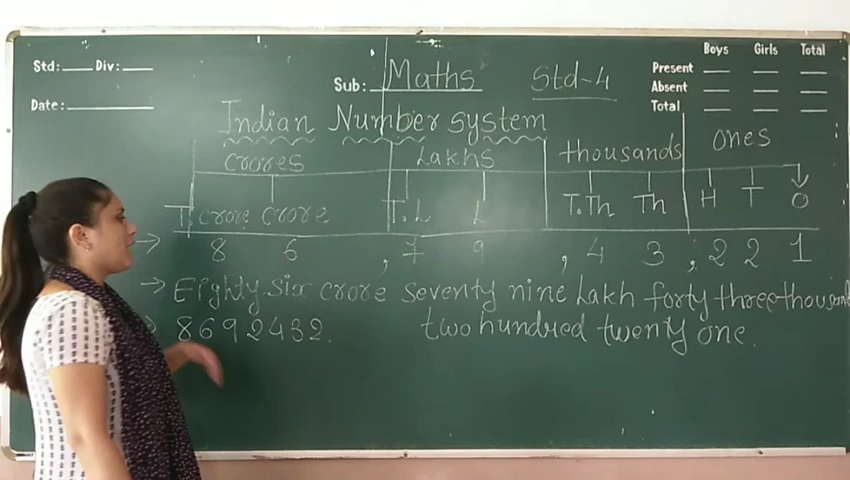 Std: Div:
Date:
Sub: Maths Std-4
Boys Girls Total
Present
Absent
Total
Indian Number system
crores Lakhs thousands ones
T.crore crore T.L L T.Th Th H T O
8 6 , 7 9 , 4 3 , 2 2 1
Eighty six crore seventy nine Lakh forty three thousand
two hundred twenty one.
8692432.